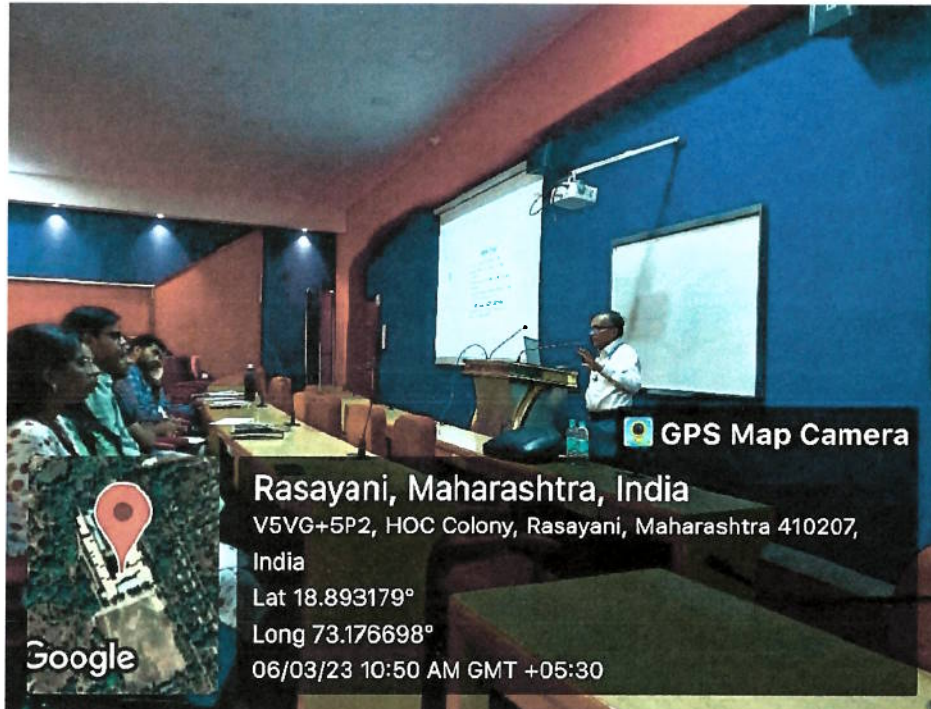 GPS Map Camera
Rasayani, Maharashtra, India
V5VG+5P2, HOC Colony, Rasayani, Maharashtra 410207,
India
Lat 18.893179°
Long 73.176698°
06/03/23 10:50 AM GMT +05:30
Google